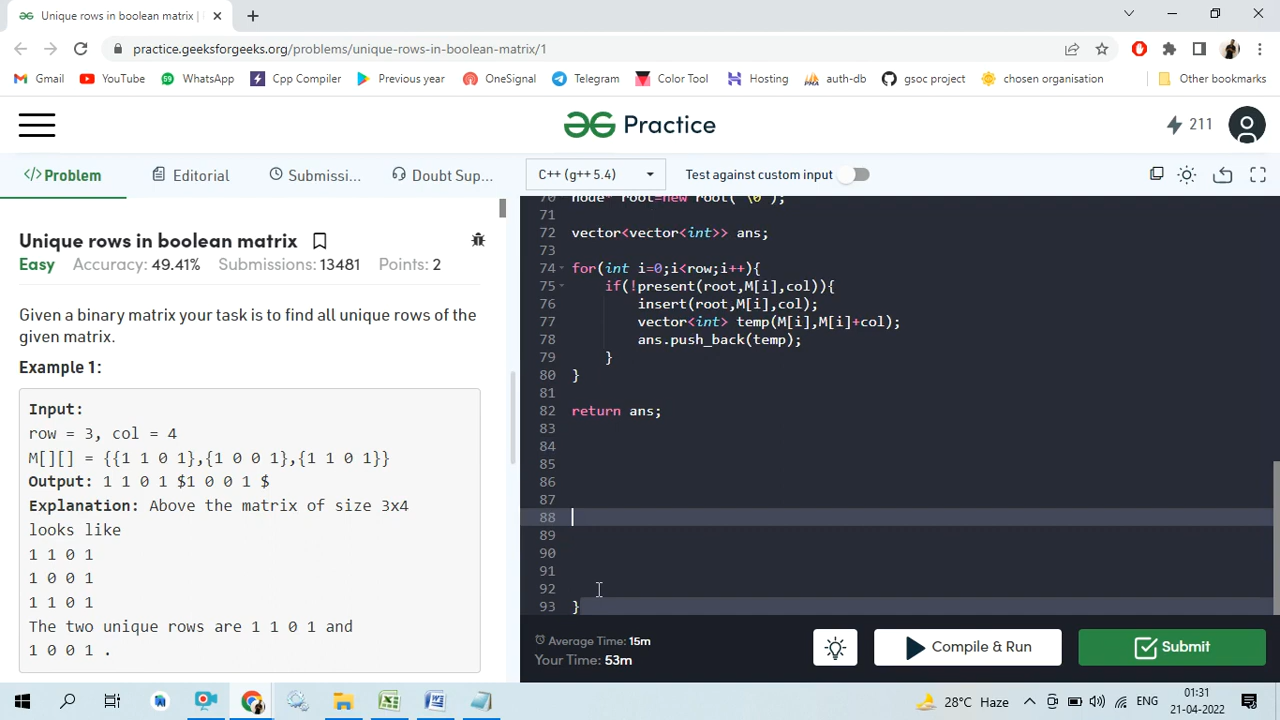 Unique rows in boolean matrix |
practice.geeksforgeeks.org/problems/unique-rows-in-boolean-matrix/1
Gmail YouTube WhatsApp Cpp Compiler Previous year OneSignal Telegram Color Tool Hosting auth-db gsoc project chosen organisation Other bookmarks
Practice
211
</> Problem Editorial Submissi... Doubt Sup...
C++ (g++ 5.4) Test against custom input
Unique rows in boolean matrix
Easy Accuracy: 49.41% Submissions: 13481 Points: 2
Given a binary matrix your task is to find all unique rows of the
given matrix.
Example 1:
Input:
row = 3, col = 4
M[][] = {{1 1 0 1},{1 0 0 1},{1 1 0 1}}
Output: 1 1 0 1 $1 0 0 1 $
Explanation: Above the matrix of size 3x4
looks like
1 1 0 1
1 0 0 1
1 1 0 1
The two unique rows are 1 1 0 1 and
1 0 0 1 .
70 node* root=new root('\0');
71
72 vector<vector<int>> ans;
73
74 for(int i=0;i<row;i++){
75 if(!present(root,M[i],col)){
76 insert(root,M[i],col);
77 vector<int> temp(M[i],M[i]+col);
78 ans.push_back(temp);
79 }
80 }
81
82 return ans;
83
84
85
86
87
88
89
90
91
92
93 }
Average Time: 15m
Your Time: 53m
Compile & Run
Submit
28°C Haze
ENG
01:31
21-04-2022